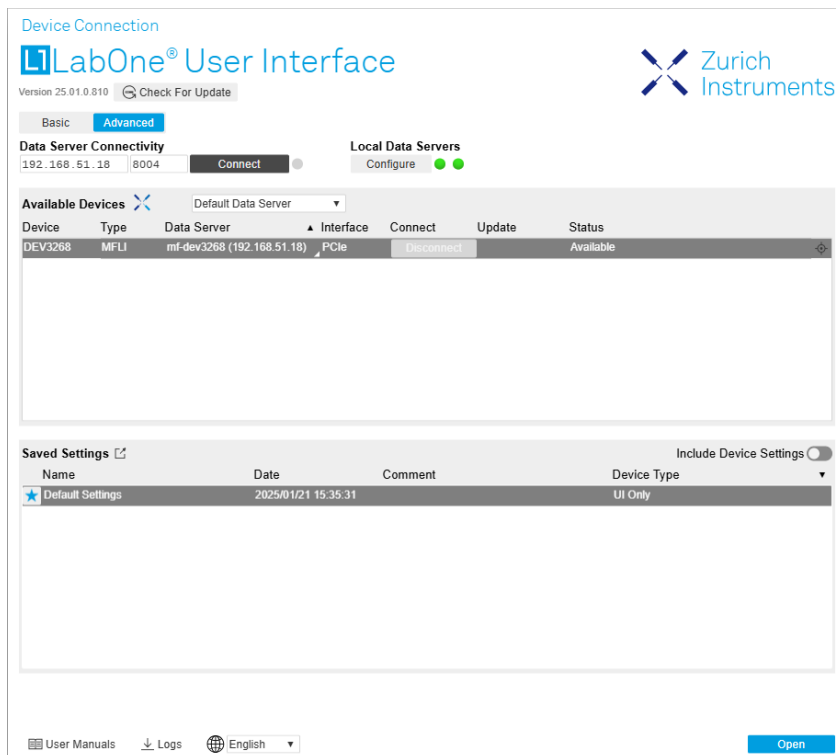 Device Connection
L1 LabOne® User Interface
Zurich
Instruments
Version 25.01.0.810 Check For Update
Basic Advanced
Data Server Connectivity Local Data Servers
192.168.51.18 8004 Connect Configure
Available Devices Default Data Server
Device Type Data Server Interface Connect Update Status
DEV3268 MFLI mf-dev3268 (192.168.51.18) PCIe Disconnect Available
Saved Settings Include Device Settings
Name Date Comment Device Type
Default Settings 2025/01/21 15:35:31 UI Only
User Manuals Logs English Open